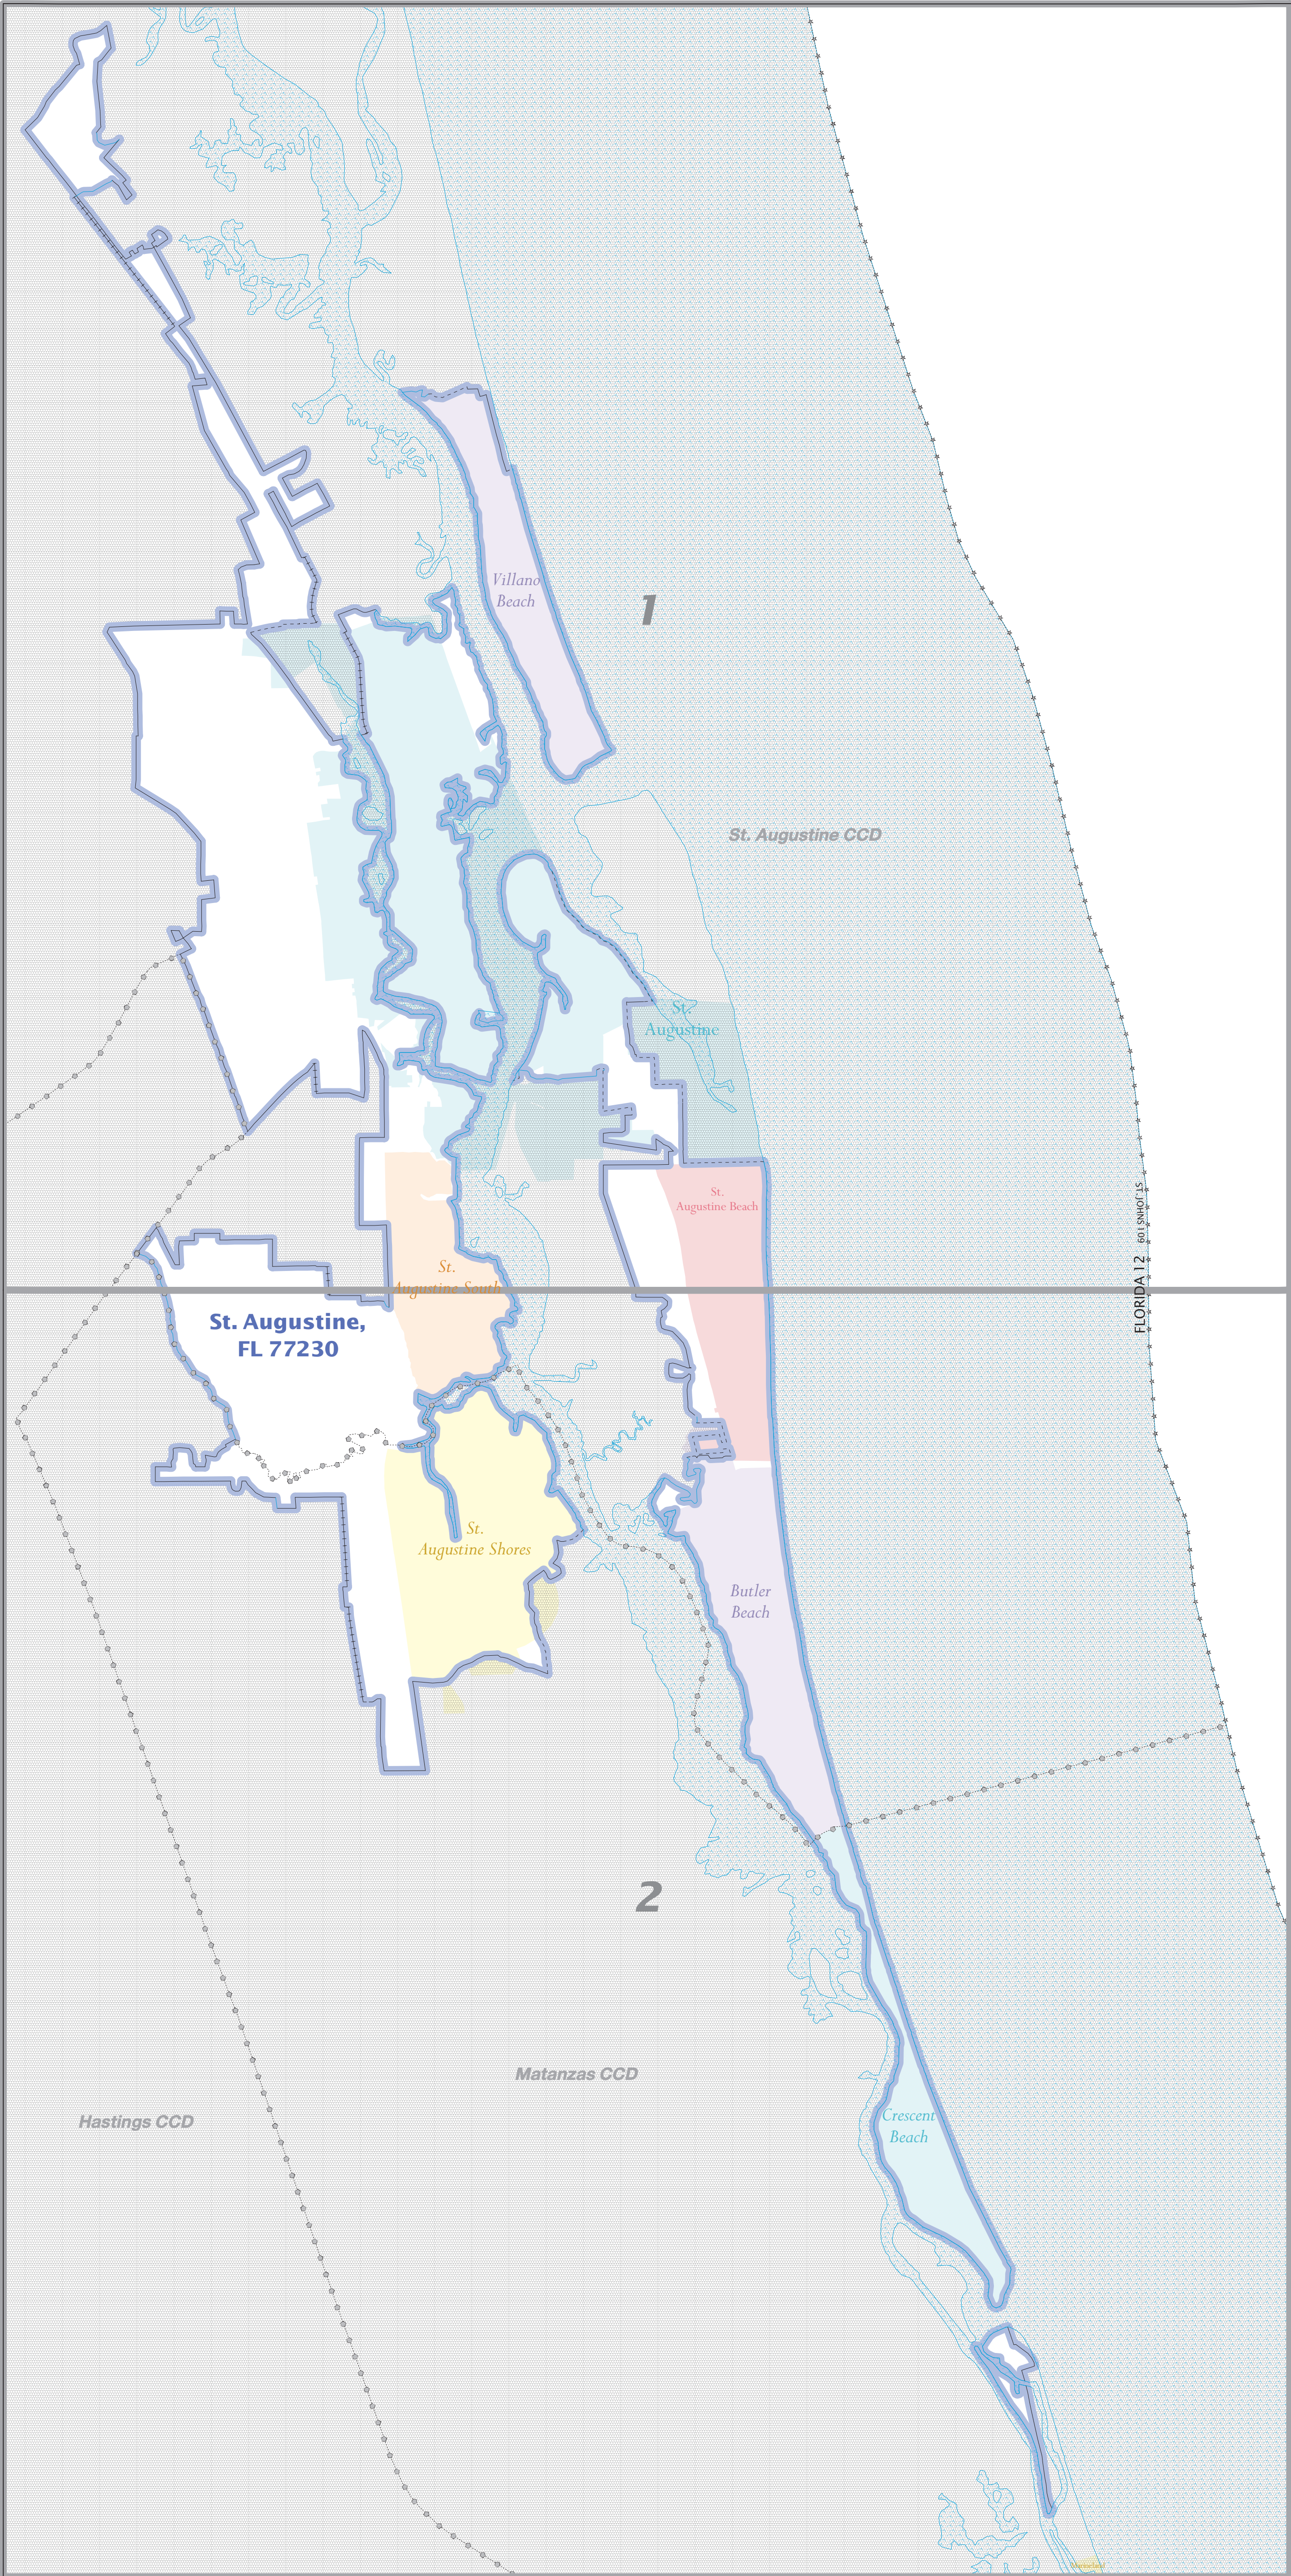 Villano
Beach
1
St. Augustine CCD
St.
Augustine
St.
Augustine Beach
ST. JOHNS 109
FLORIDA 12
St.
Augustine South
St. Augustine,
FL 77230
St.
Augustine Shores
Butler
Beach
2
Matanzas CCD
Hastings CCD
Crescent
Beach
Marineland